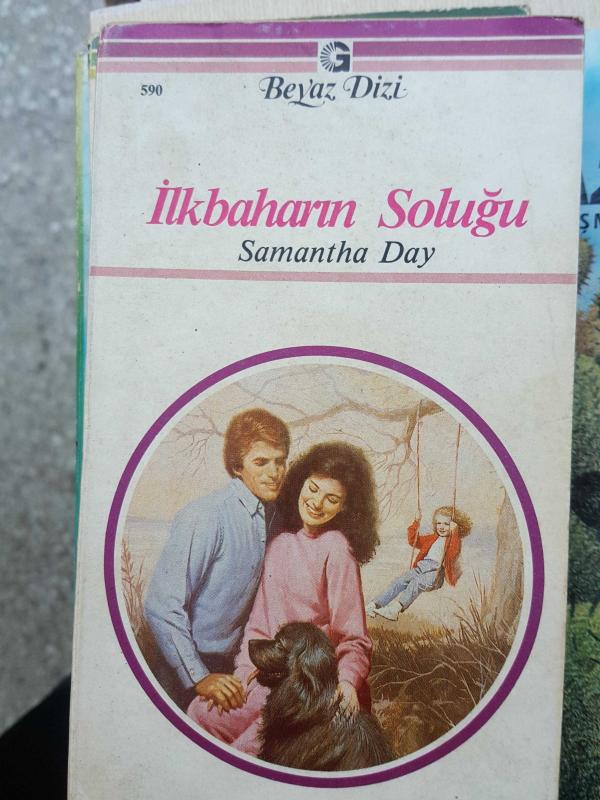 G
590
Beyaz Dizi
İlkbaharın Soluğu
Samantha Day